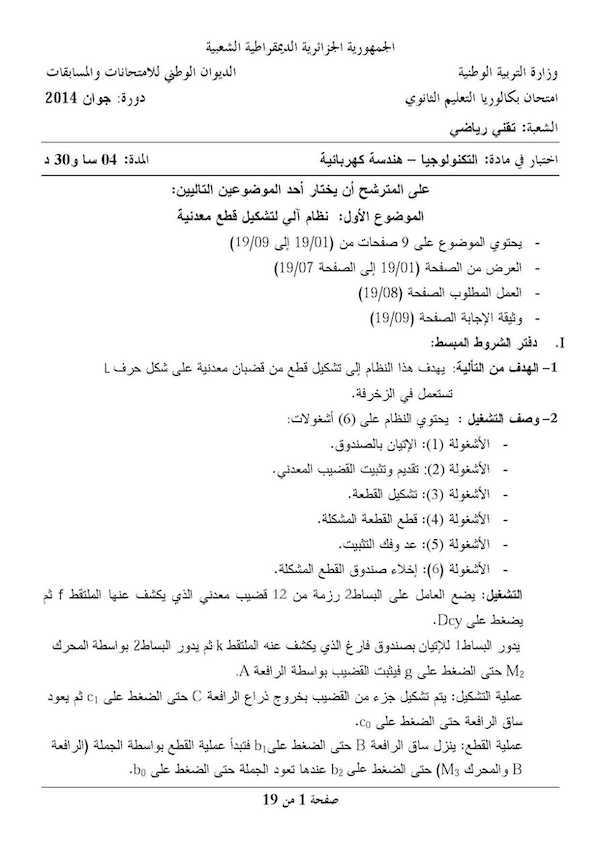 الجمهورية الجزائرية الديمقراطية الشعبية
وزارة التربية الوطنية الديوان الوطني للامتحانات والمسابقات
امتحان بكالوريا التعليم الثانوي دورة: جوان 2014
الشعبة: تقني رياضي
اختبار في مادة: التكنولوجيا – هندسة كهربائية المدة: 04 سا و30 د
على المترشح أن يختار أحد الموضوعين التاليين:
الموضوع الأول: نظام آلي لتشكيل قطع معدنية
- يحتوي الموضوع على 9 صفحات من (19/01 إلى 19/09)
- العرض من الصفحة (19/01 إلى الصفحة 19/07)
- العمل المطلوب الصفحة (19/08)
- وثيقة الإجابة الصفحة (19/09)
I. دفتر الشروط المبسط:
1- الهدف من التألية: يهدف هذا النظام إلى تشكيل قطع من قضبان معدنية على شكل حرف L
تستعمل في الزخرفة.
2- وصف التشغيل : يحتوي النظام على (6) أشغولات:
- الأشغولة (1): الإتيان بالصندوق.
- الأشغولة (2): تقديم وتثبيت القضيب المعدني.
- الأشغولة (3): تشكيل القطعة.
- الأشغولة (4): قطع القطعة المشكلة.
- الأشغولة (5): عد وفك التثبيت.
- الأشغولة (6): إخلاء صندوق القطع المشكلة.
التشغيل: يضع العامل على البساط2 رزمة من 12 قضيب معدني الذي يكشف عنها الملتقط f ثم
يضغط على Dcy.
يدور البساط1 للإتيان بصندوق فارغ الذي يكشف عنه الملتقط k ثم يدور البساط2 بواسطة المحرك
M₂ حتى الضغط على g فيثبت القضيب بواسطة الرافعة A.
عملية التشكيل: يتم تشكيل جزء من القضيب بخروج ذراع الرافعة C حتى الضغط على c₁ ثم يعود
ساق الرافعة حتى الضغط على c₀.
عملية القطع: ينزل ساق الرافعة B حتى الضغط على b₁ فتبدأ عملية القطع بواسطة الجملة (الرافعة
B والمحرك M₃) حتى الضغط على b₂ عندها تعود الجملة حتى الضغط على b₀.
صفحة 1 من 19